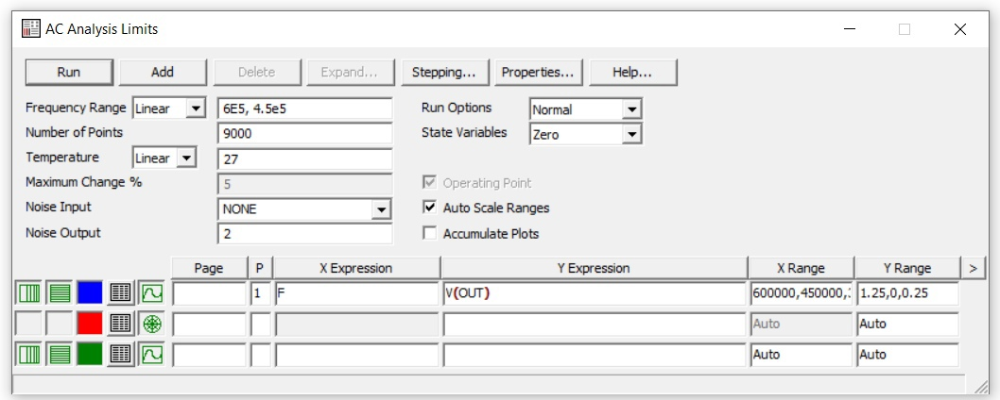 AC Analysis Limits
Run Add Delete Expand... Stepping... Properties... Help...
Frequency Range Linear 6E5, 4.5e5 Run Options Normal
Number of Points 9000 State Variables Zero
Temperature Linear 27
Maximum Change % 5 Operating Point
Noise Input NONE Auto Scale Ranges
Noise Output 2 Accumulate Plots
Page P X Expression Y Expression X Range Y Range >
1 F V(OUT) 600000,450000, 1.25,0,0.25
Auto Auto
Auto Auto